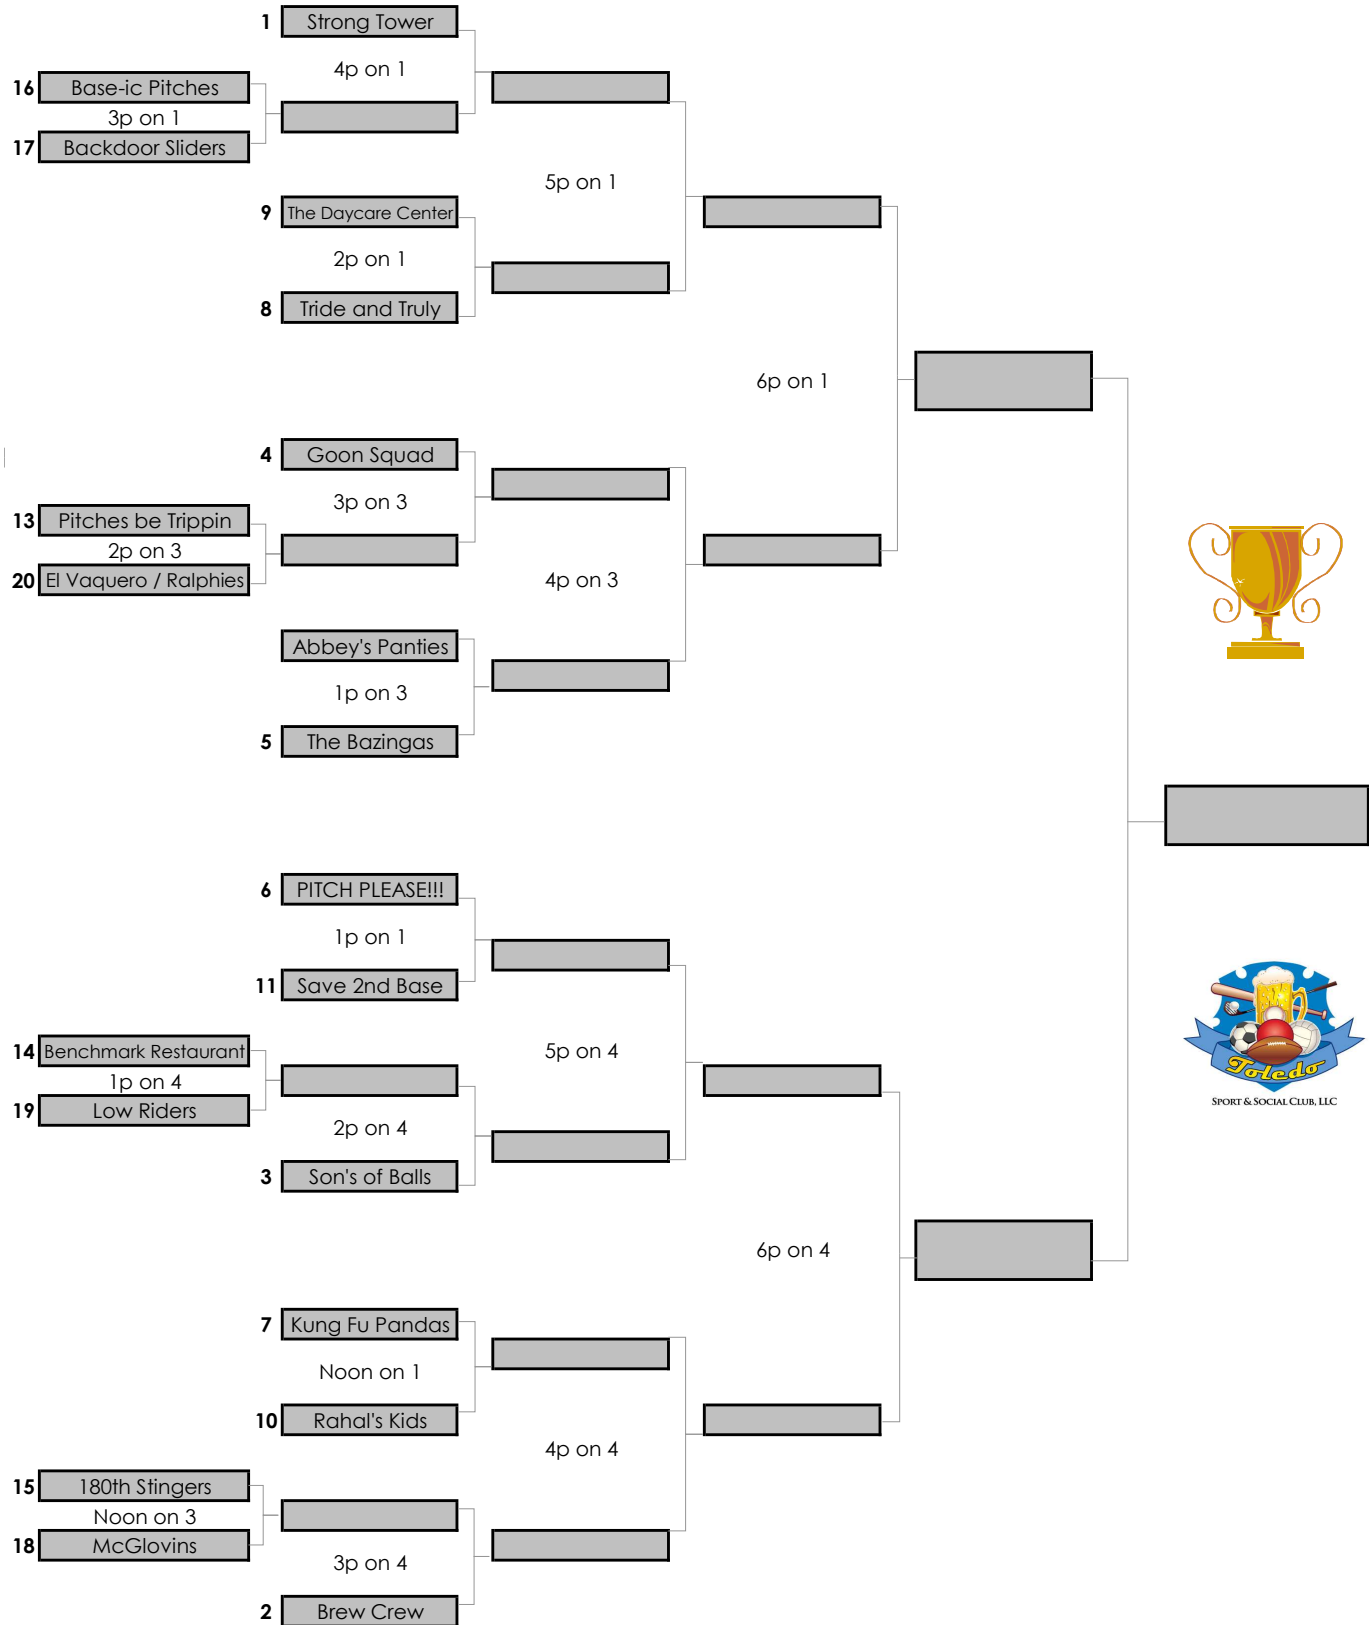 1 Strong Tower
4p on 1
16 Base-ic Pitches
3p on 1
17 Backdoor Sliders
5p on 1
9 The Daycare Center
2p on 1
8 Tride and Truly
6p on 1
4 Goon Squad
3p on 3
13 Pitches be Trippin
2p on 3
20 El Vaquero / Ralphies
4p on 3
Abbey's Panties
1p on 3
5 The Bazingas
6 PITCH PLEASE!!!
1p on 1
11 Save 2nd Base
14 Benchmark Restaurant
5p on 4
1p on 4
19 Low Riders
2p on 4
3 Son's of Balls
Toledo
SPORT & SOCIAL CLUB, LLC
6p on 4
7 Kung Fu Pandas
Noon on 1
10 Rahal's Kids
4p on 4
15 180th Stingers
Noon on 3
18 McGlovins
3p on 4
2 Brew Crew